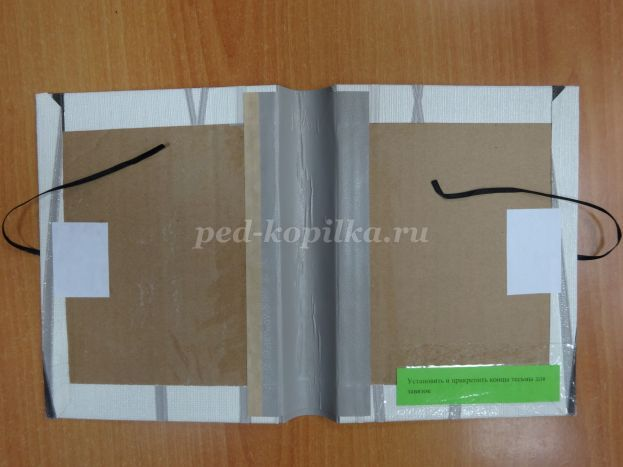 ped-kopilka.ru
Установить и прикрепить концы тесьмы для
завязок